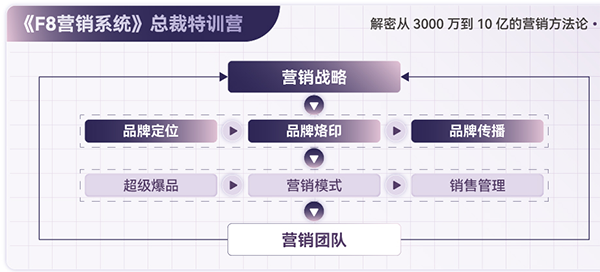 《F8营销系统》总裁特训营
解密从 3000 万到 10 亿的营销方法论·
营销战略
品牌定位 品牌烙印 品牌传播
超级爆品 营销模式 销售管理
营销团队